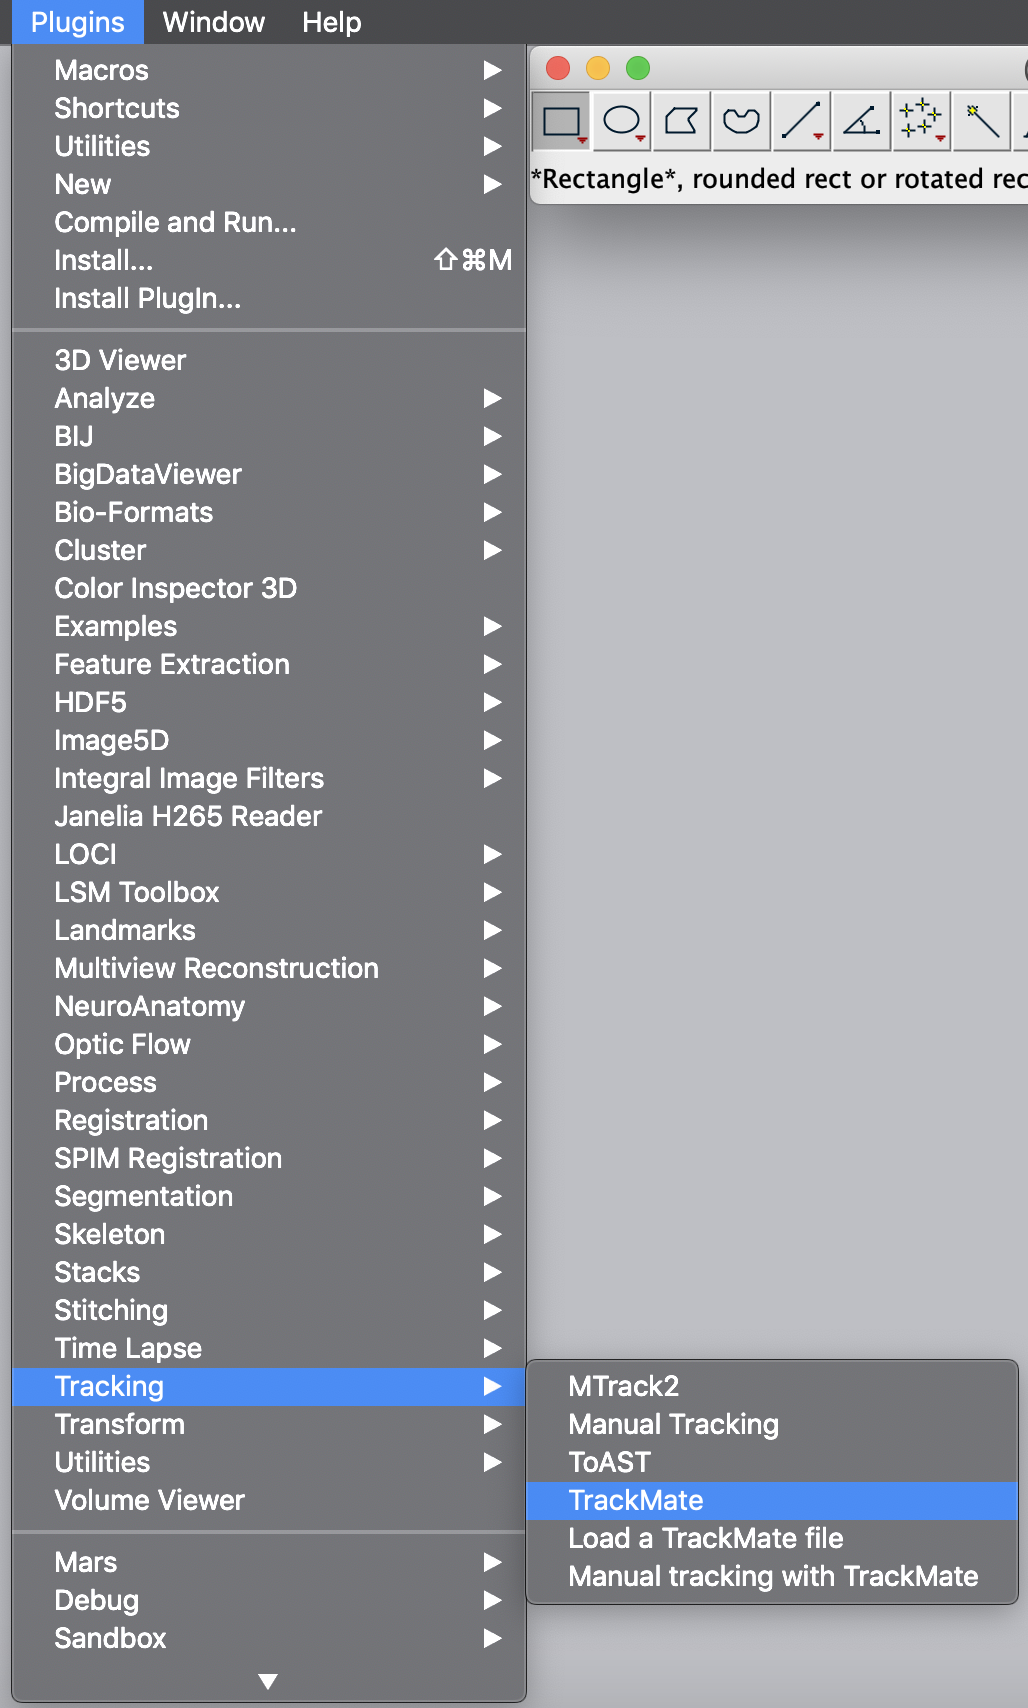 Plugins Window Help
Macros
Shortcuts
Utilities
New
Compile and Run...
Install... ⇧⌘M
Install PlugIn...
3D Viewer
Analyze
BIJ
BigDataViewer
Bio-Formats
Cluster
Color Inspector 3D
Examples
Feature Extraction
HDF5
Image5D
Integral Image Filters
Janelia H265 Reader
LOCI
LSM Toolbox
Landmarks
Multiview Reconstruction
NeuroAnatomy
Optic Flow
Process
Registration
SPIM Registration
Segmentation
Skeleton
Stacks
Stitching
Time Lapse
Tracking
Transform
Utilities
Volume Viewer
Mars
Debug
Sandbox
*Rectangle*, rounded rect or rotated rec
MTrack2
Manual Tracking
ToAST
TrackMate
Load a TrackMate file
Manual tracking with TrackMate